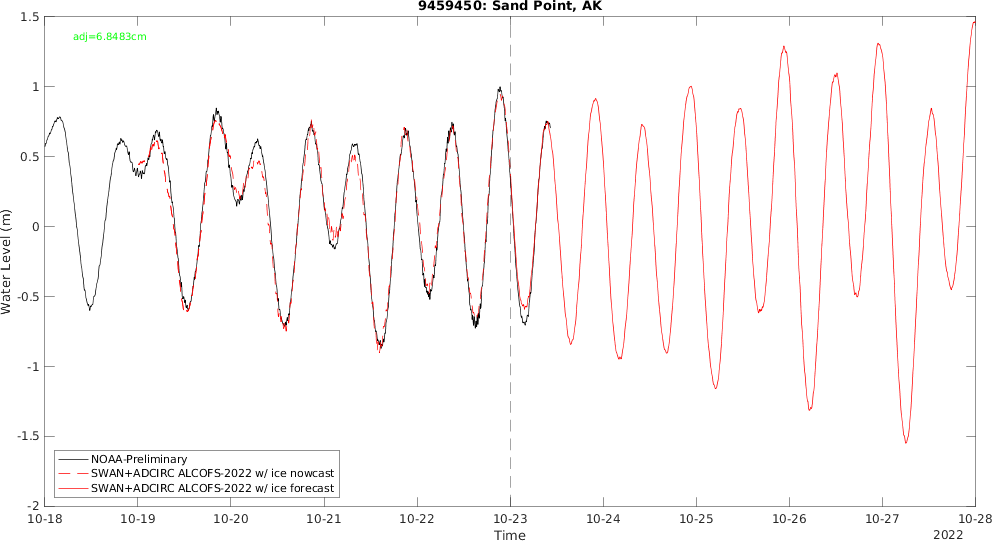 9459450: Sand Point, AK
adj=6.8483cm
1.5
1
0.5
0
-0.5
-1
-1.5
-2
Water Level (m)
NOAA-Preliminary
SWAN+ADCIRC ALCOFS-2022 w/ ice nowcast
SWAN+ADCIRC ALCOFS-2022 w/ ice forecast
10-18 10-19 10-20 10-21 10-22 10-23 10-24 10-25 10-26 10-27 10-28
Time
2022